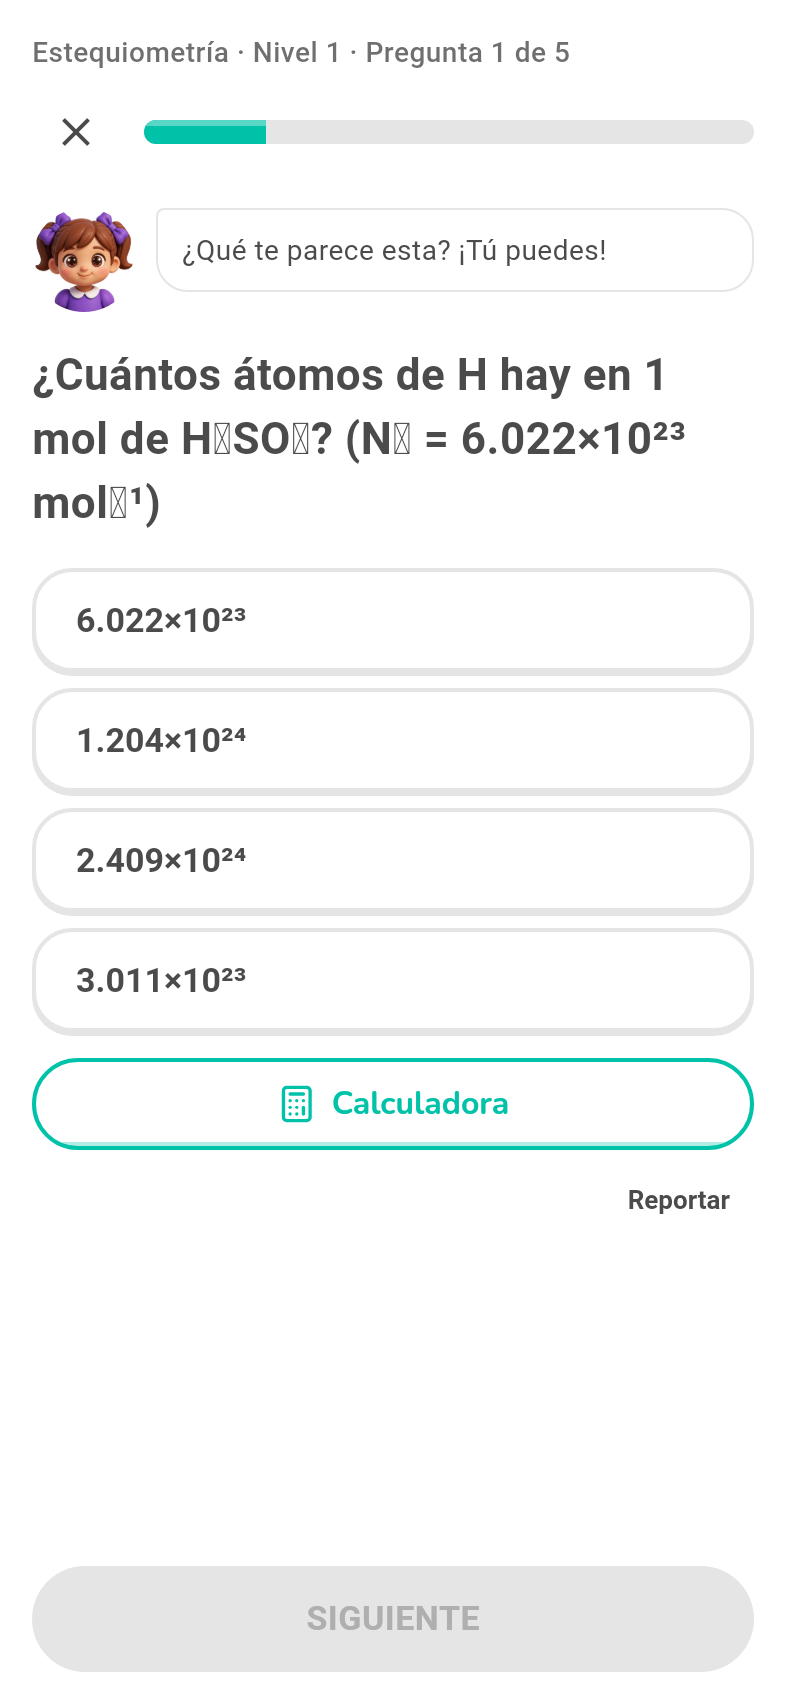 Estequiometría · Nivel 1 · Pregunta 1 de 5
¿Qué te parece esta? ¡Tú puedes!
¿Cuántos átomos de H hay en 1
mol de H▯SO▯? (N▯ = 6.022×10²³
mol▯¹)
6.022×10²³
1.204×10²⁴
2.409×10²⁴
3.011×10²³
Calculadora
Reportar
SIGUIENTE